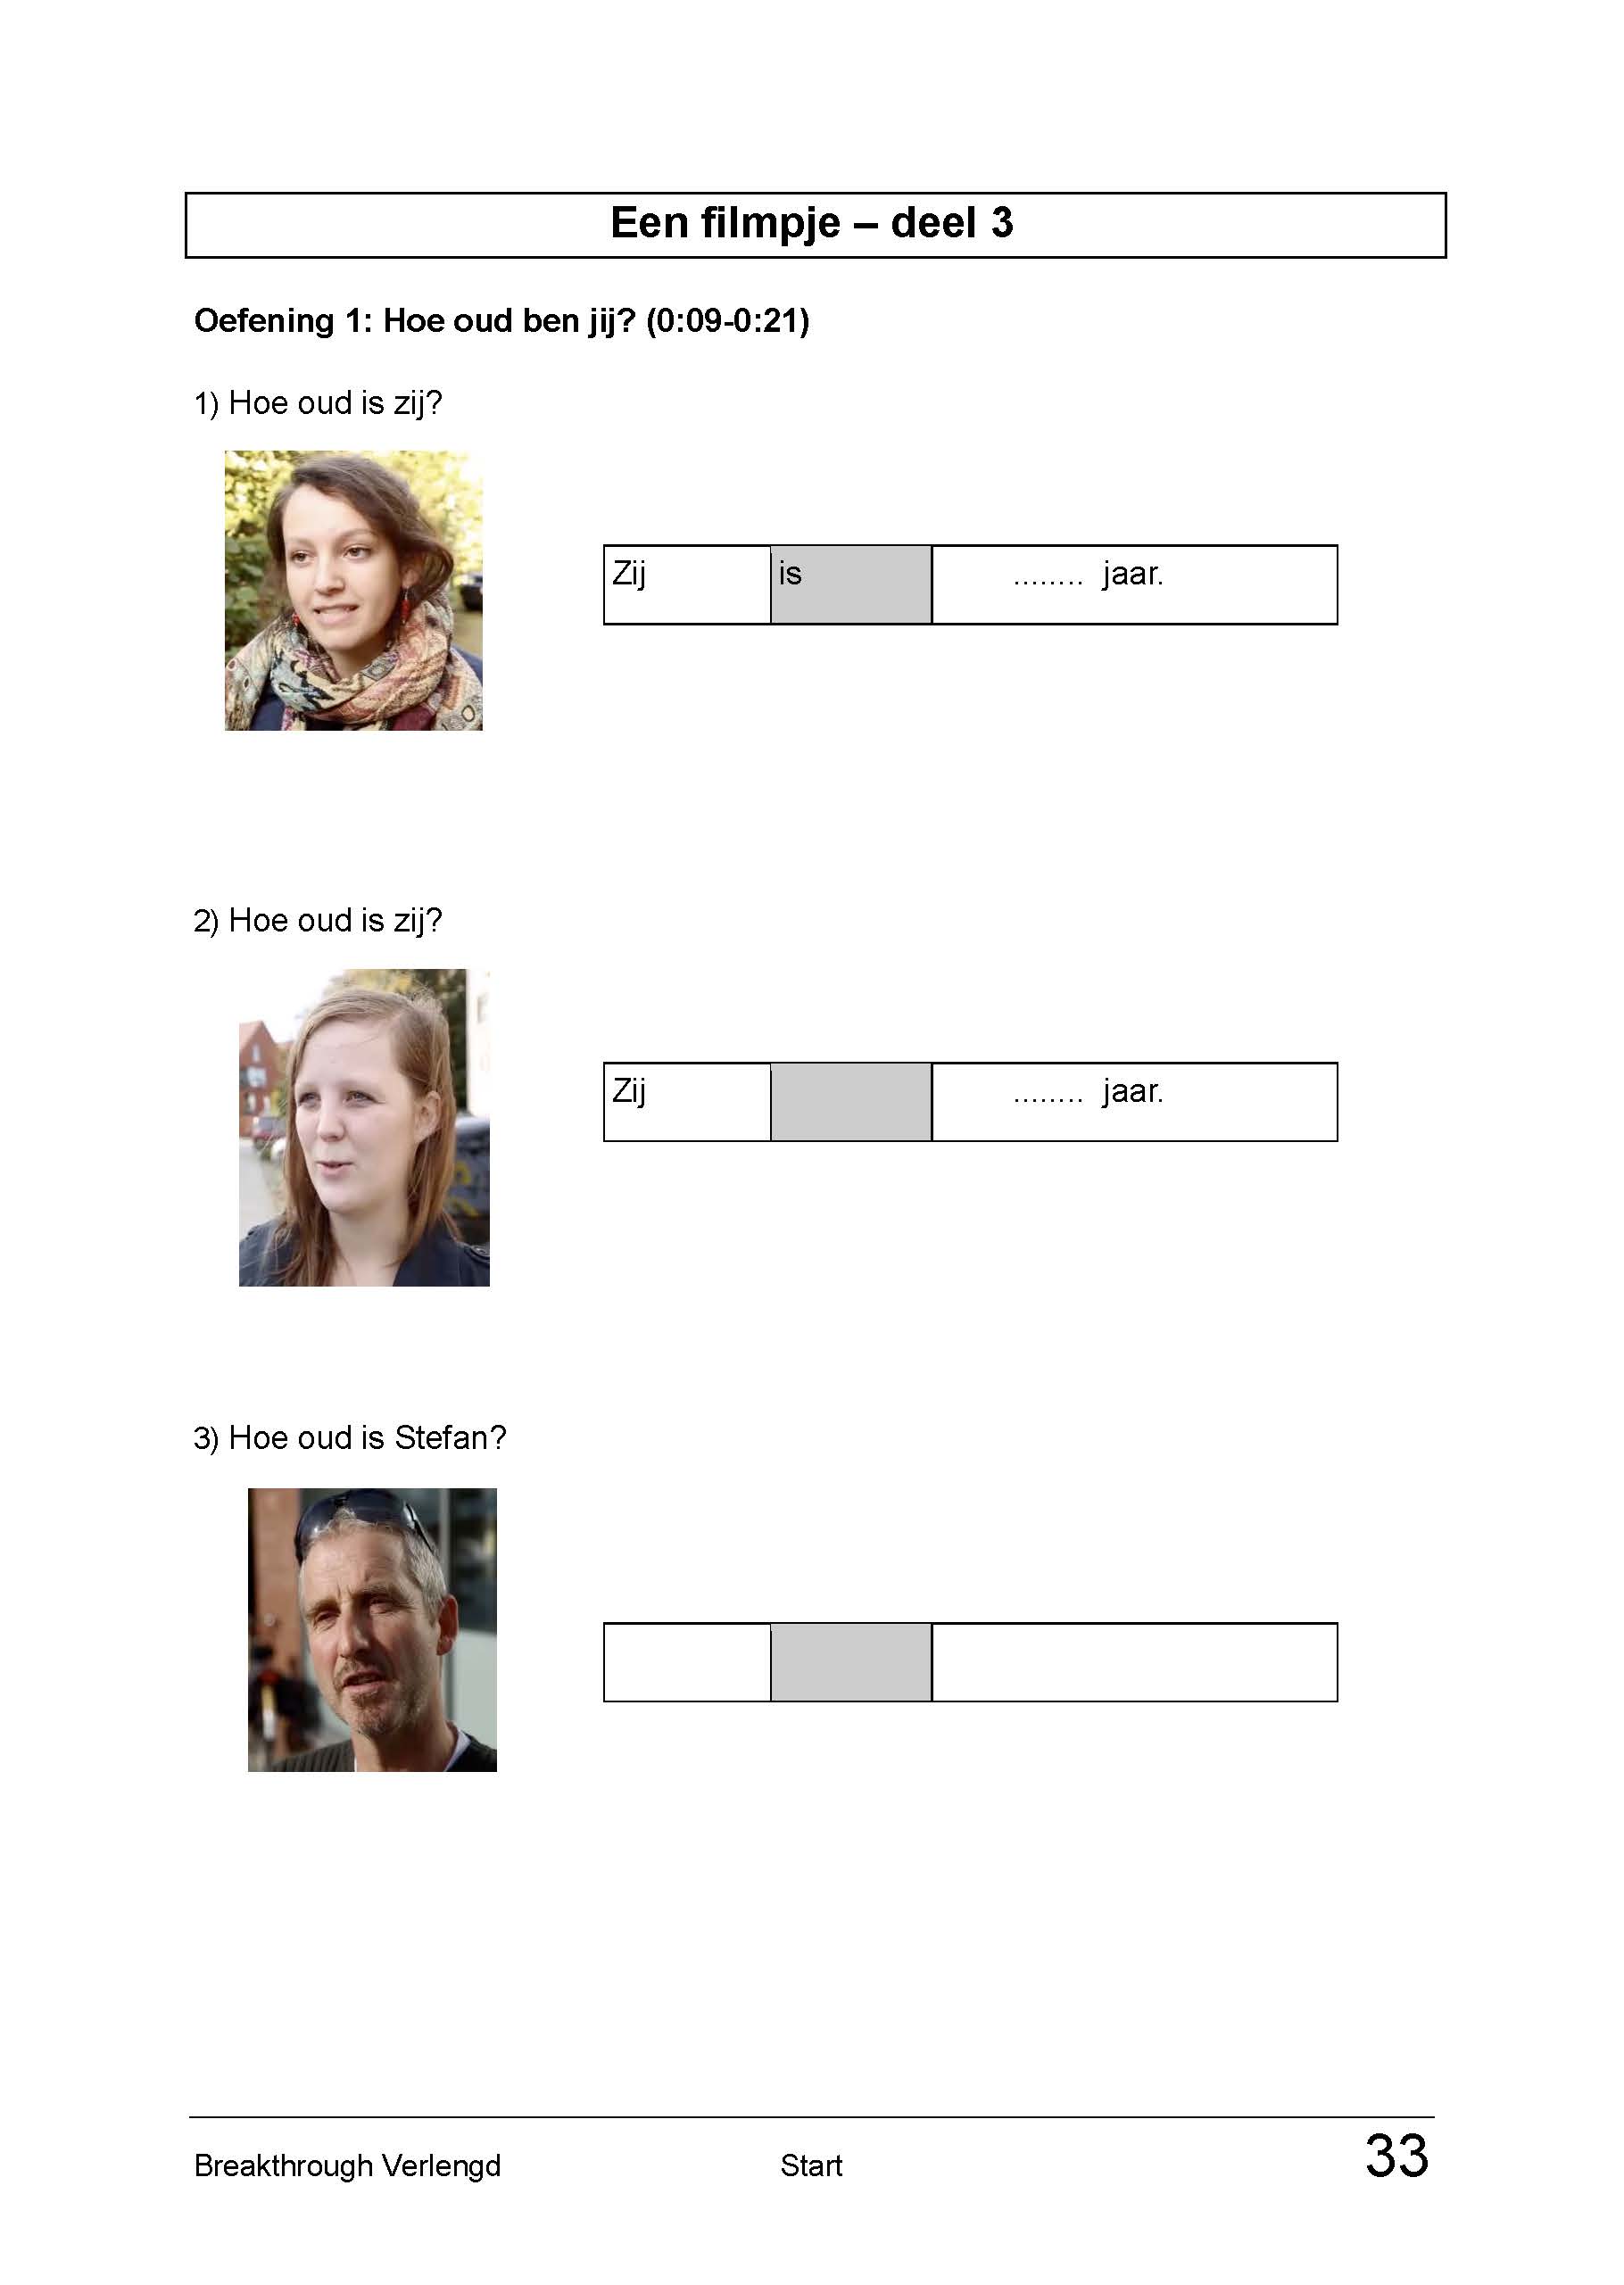 Een filmpje – deel 3
Oefening 1: Hoe oud ben jij? (0:09-0:21)
1) Hoe oud is zij?
Zij is ........ jaar.
2) Hoe oud is zij?
Zij ........ jaar.
3) Hoe oud is Stefan?
Breakthrough Verlengd Start 33